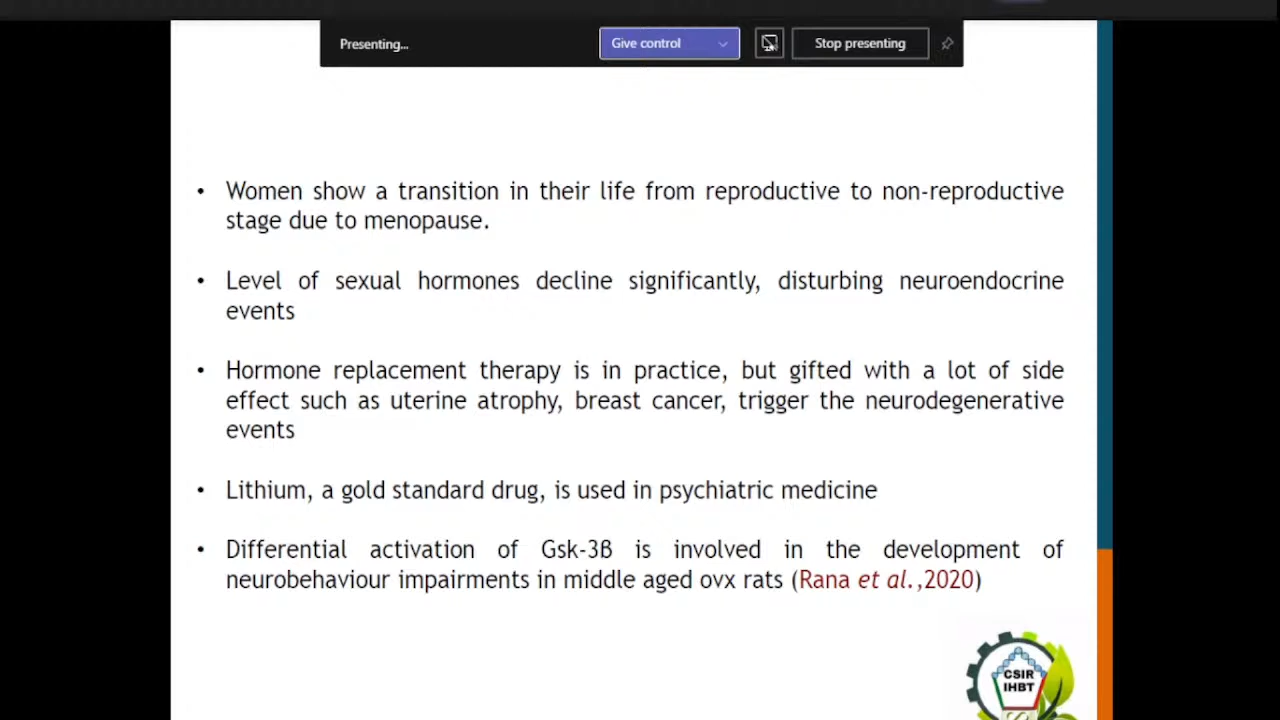 Presenting...
Give control
Stop presenting
• Women show a transition in their life from reproductive to non-reproductive
stage due to menopause.
• Level of sexual hormones decline significantly, disturbing neuroendocrine
events
• Hormone replacement therapy is in practice, but gifted with a lot of side
effect such as uterine atrophy, breast cancer, trigger the neurodegenerative
events
• Lithium, a gold standard drug, is used in psychiatric medicine
• Differential activation of Gsk-3β is involved in the development of
neurobehaviour impairments in middle aged ovx rats (Rana et al.,2020)
CSIR
IHBT